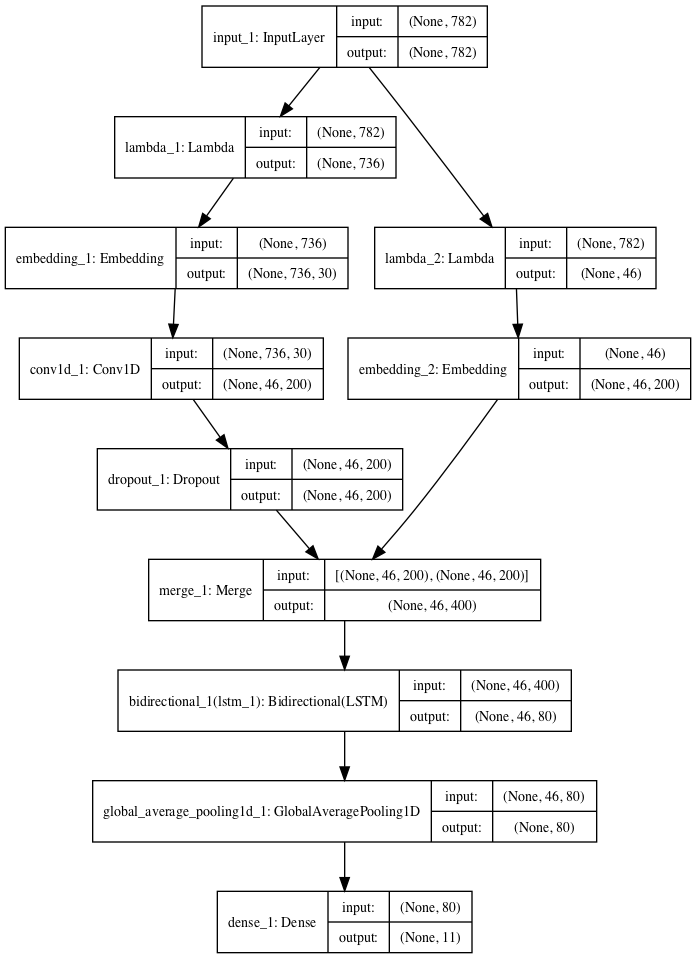 input_1: InputLayer
input: (None, 782)
output: (None, 782)
lambda_1: Lambda
input: (None, 782)
output: (None, 736)
embedding_1: Embedding
input: (None, 736)
output: (None, 736, 30)
lambda_2: Lambda
input: (None, 782)
output: (None, 46)
conv1d_1: Conv1D
input: (None, 736, 30)
output: (None, 46, 200)
embedding_2: Embedding
input: (None, 46)
output: (None, 46, 200)
dropout_1: Dropout
input: (None, 46, 200)
output: (None, 46, 200)
merge_1: Merge
input: [(None, 46, 200), (None, 46, 200)]
output: (None, 46, 400)
bidirectional_1(lstm_1): Bidirectional(LSTM)
input: (None, 46, 400)
output: (None, 46, 80)
global_average_pooling1d_1: GlobalAveragePooling1D
input: (None, 46, 80)
output: (None, 80)
dense_1: Dense
input: (None, 80)
output: (None, 11)